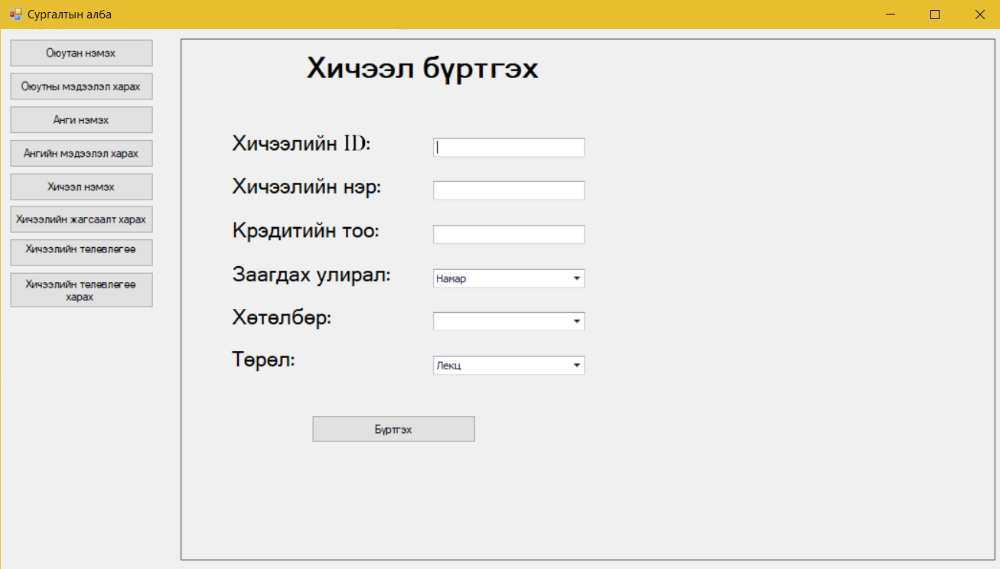 Сургалтын алба
Оюутан нэмэх
Оюутны мэдээлэл харах
Анги нэмэх
Ангийн мэдээлэл харах
Хичээл нэмэх
Хичээлийн жагсаалт харах
Хичээлийн төлөвлөгөө
Хичээлийн төлөвлөгөө
харах
Хичээл бүртгэх
Хичээлийн ID:
Хичээлийн нэр:
Крэдитийн тоо:
Заагдах улирал:
Намар
Хөтөлбөр:
Төрөл:
Лекц
Бүртгэх